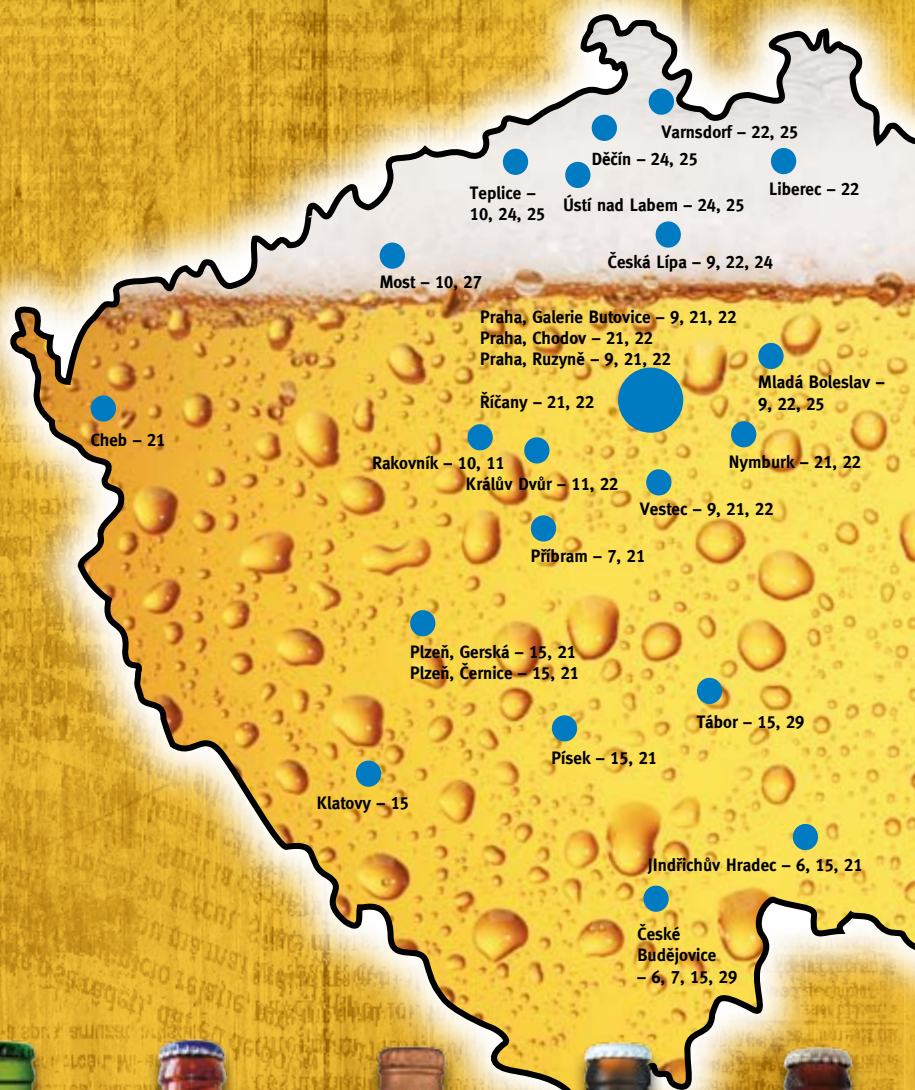 Varnsdorf – 22, 25
Děčín – 24, 25
Liberec – 22
Teplice –
10, 24, 25
Ústí nad Labem – 24, 25
Česká Lípa – 9, 22, 24
Most – 10, 27
Praha, Galerie Butovice – 9, 21, 22
Praha, Chodov – 21, 22
Praha, Ruzyně – 9, 21, 22
Mladá Boleslav –
9, 22, 25
Říčany – 21, 22
Cheb – 21
Rakovník – 10, 11
Nymburk – 21, 22
Králův Dvůr – 11, 22
Vestec – 9, 21, 22
Příbram – 7, 21
Plzeň, Gerská – 15, 21
Plzeň, Černice – 15, 21
Tábor – 15, 29
Písek – 15, 21
Klatovy – 15
JIndřichův Hradec – 6, 15, 21
České
Budějovice
– 6, 7, 15, 29